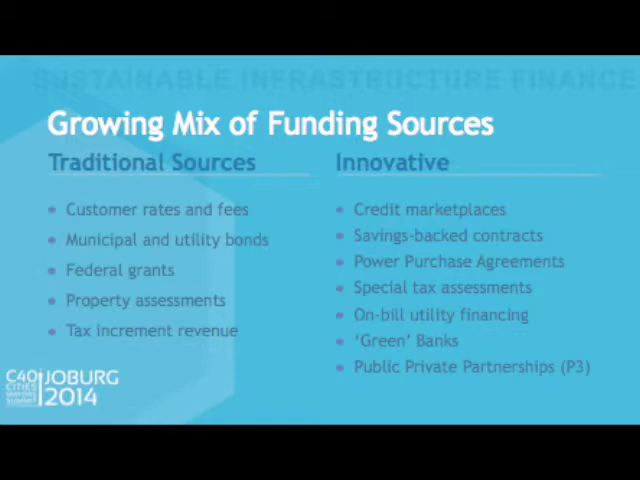 SUSTAINABLE INFRASTRUCTURE FINANCE
Growing Mix of Funding Sources
Traditional Sources
• Customer rates and fees
• Municipal and utility bonds
• Federal grants
• Property assessments
• Tax increment revenue
Innovative
• Credit marketplaces
• Savings-backed contracts
• Power Purchase Agreements
• Special tax assessments
• On-bill utility financing
• ‘Green’ Banks
• Public Private Partnerships (P3)
C40
CITIES
MAYORS
SUMMIT
JOBURG
2014